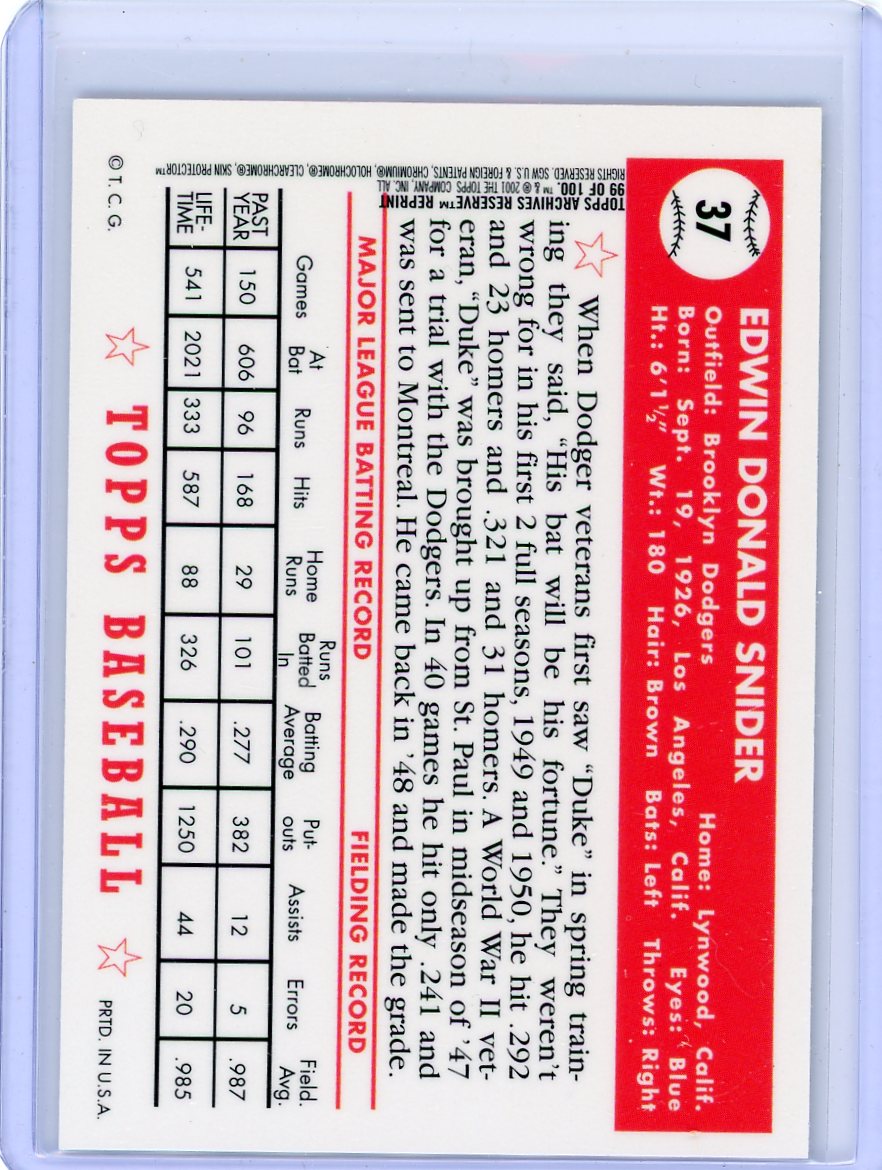 37
EDWIN DONALD SNIDER
Outfield: Brooklyn Dodgers Home: Lynwood, Calif.
Born: Sept. 19, 1926, Los Angeles, Calif. Eyes: Blue
Ht.: 6'1½" Wt.: 180 Hair: Brown Bats: Left Throws: Right
TOPPS ARCHIVES RESERVE™ REPRINT
99 OF 100. ™ & ® 2001 THE TOPPS COMPANY, INC. ALL
RIGHTS RESERVED. SGW. U.S. & FOREIGN PATENTS, CHROMIUM®, HOLOCHROME®, CLEARCHROME®, SKIN PROTECTOR™
When Dodger veterans first saw "Duke" in spring train-
ing they said, "His bat will be his fortune." They weren't
wrong for in his first 2 full seasons, 1949 and 1950, he hit .292
and 23 homers and .321 and 31 homers. A World War II vet-
eran, "Duke" was brought up from St. Paul in midseason of '47
for a trial with the Dodgers. In 40 games he hit only .241 and
was sent to Montreal. He came back in '48 and made the grade.
MAJOR LEAGUE BATTING RECORD FIELDING RECORD
Games At Bat Runs Hits Home Runs Runs Batted In Batting Average Put-outs Assists Errors Field. Avg.
PAST YEAR 150 606 96 168 29 101 .277 382 12 5 .987
LIFE-TIME 541 2021 333 587 88 326 .290 1250 44 20 .985
© T. C. G. TOPPS BASEBALL PRTD. IN U.S.A.